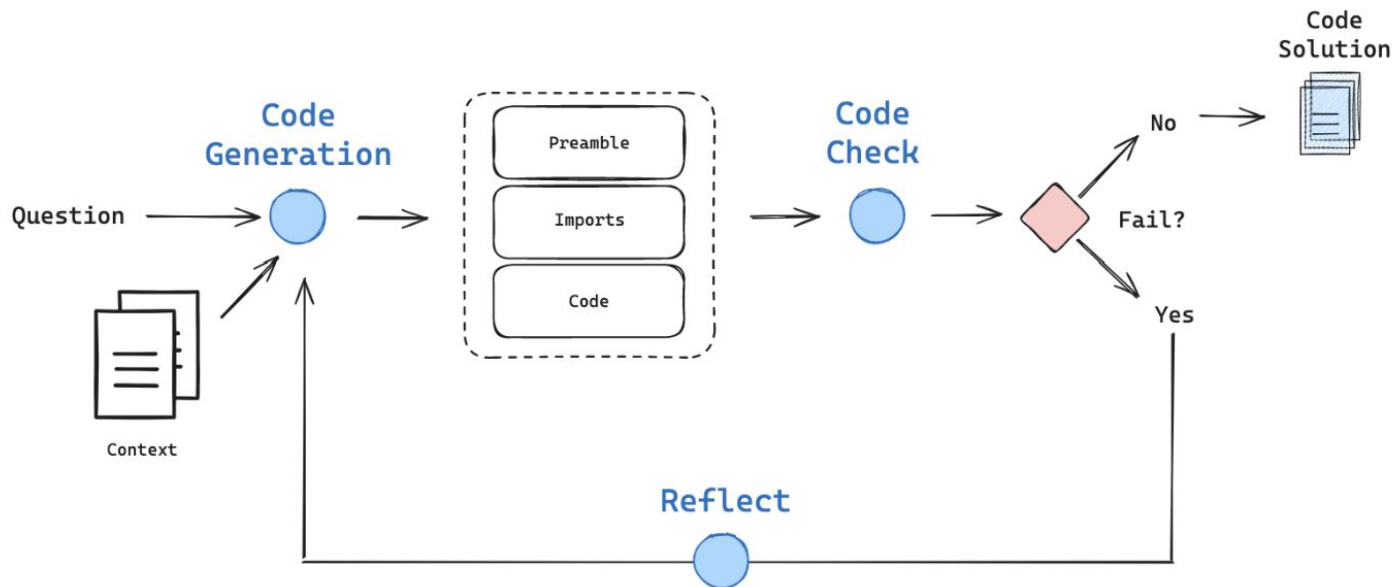 Code
Solution
Code
Generation
Preamble
Code
Check
No
Question
Imports
Fail?
Code
Yes
Context
Reflect